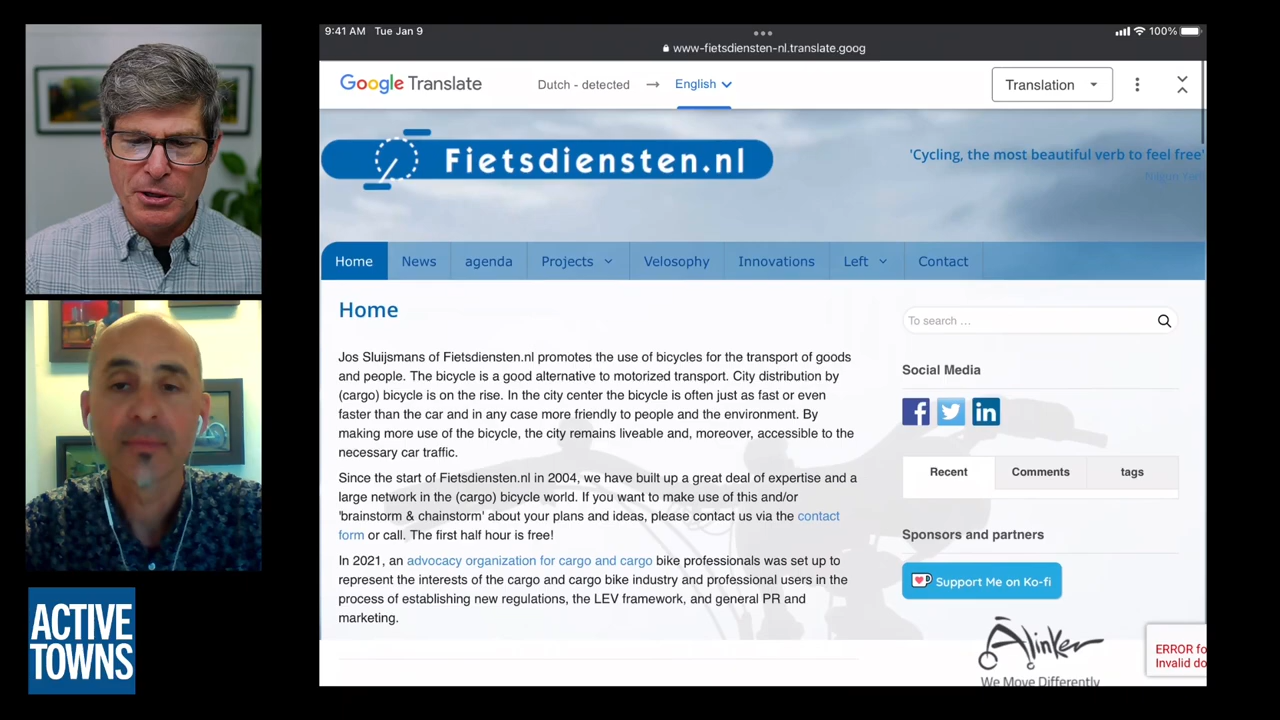 9:41 AM Tue Jan 9
100%
www-fietsdiensten-nl.translate.goog
Google Translate
Dutch - detected → English
Translation
Fietsdiensten.nl
'Cycling, the most beautiful verb to feel free'
Home News agenda Projects Velosophy Innovations Left Contact
Home
Jos Sluijsmans of Fietsdiensten.nl promotes the use of bicycles for the transport of goods
and people. The bicycle is a good alternative to motorized transport. City distribution by
(cargo) bicycle is on the rise. In the city center the bicycle is often just as fast or even
faster than the car and in any case more friendly to people and the environment. By
making more use of the bicycle, the city remains liveable and, moreover, accessible to the
necessary car traffic.
Since the start of Fietsdiensten.nl in 2004, we have built up a great deal of expertise and a
large network in the (cargo) bicycle world. If you want to make use of this and/or
'brainstorm & chainstorm' about your plans and ideas, please contact us via the contact
form or call. The first half hour is free!
In 2021, an advocacy organization for cargo and cargo bike professionals was set up to
represent the interests of the cargo and cargo bike industry and professional users in the
process of establishing new regulations, the LEV framework, and general PR and
marketing.
To search ...
Social Media
Recent Comments tags
Sponsors and partners
Support Me on Ko-fi
Alinker
We Move Differently
ERROR fo
Invalid do
ACTIVE
TOWNS